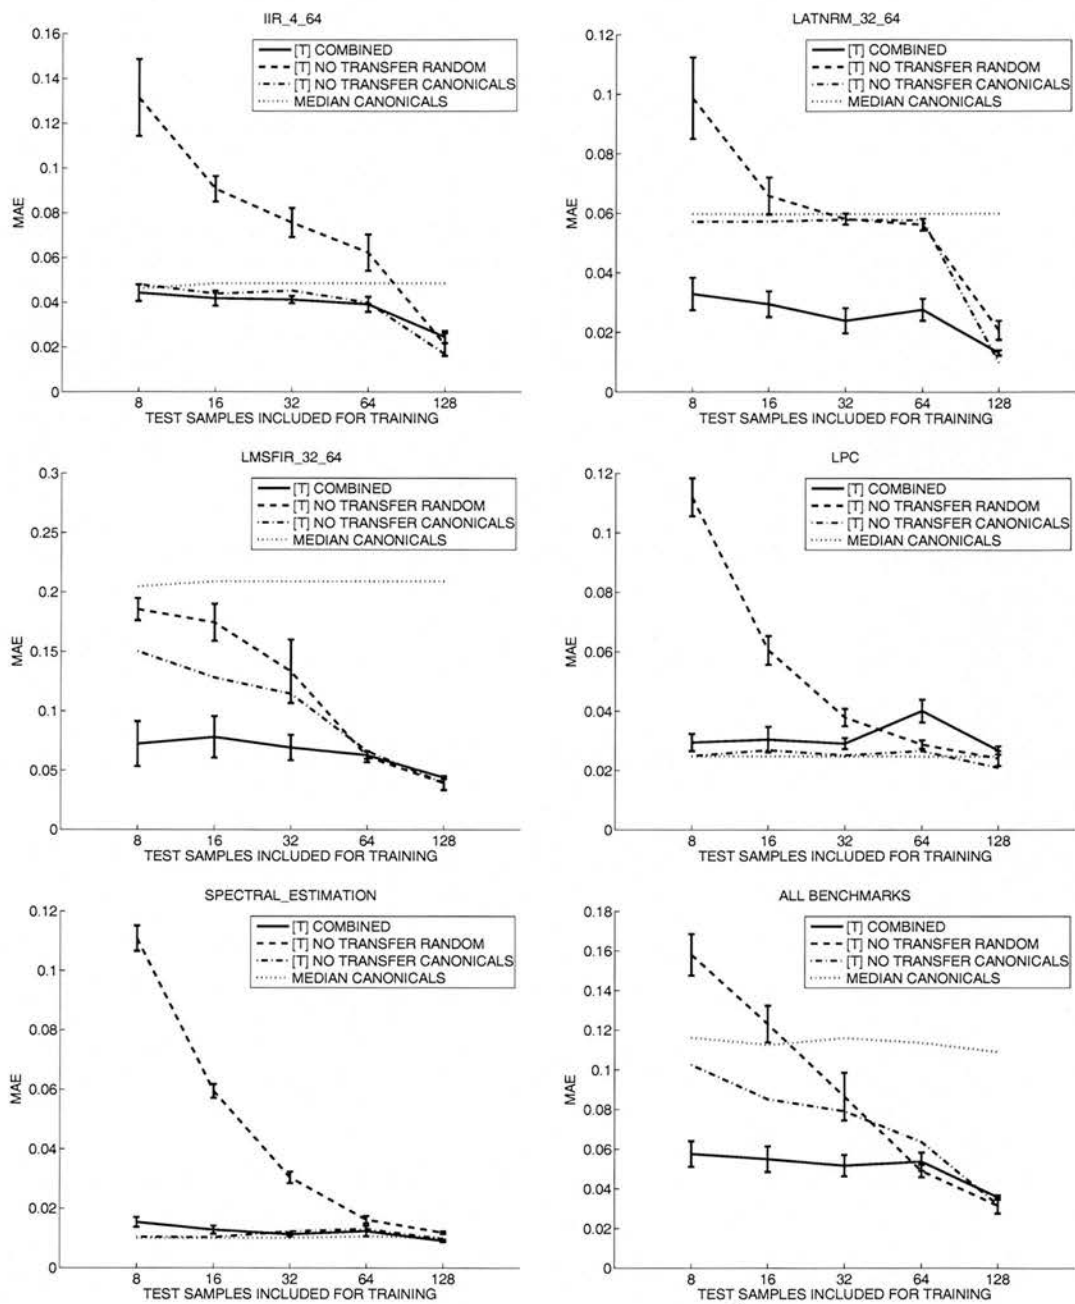 IIR_4_64
[T] COMBINED
[T] NO TRANSFER RANDOM
[T] NO TRANSFER CANONICALS
MEDIAN CANONICALS
0.16
0.14
0.12
0.1
0.08
0.06
0.04
0.02
0
MAE
8 16 32 64 128
TEST SAMPLES INCLUDED FOR TRAINING
LATNRM_32_64
[T] COMBINED
[T] NO TRANSFER RANDOM
[T] NO TRANSFER CANONICALS
MEDIAN CANONICALS
0.12
0.1
0.08
0.06
0.04
0.02
0
MAE
8 16 32 64 128
TEST SAMPLES INCLUDED FOR TRAINING
LMSFIR_32_64
[T] COMBINED
[T] NO TRANSFER RANDOM
[T] NO TRANSFER CANONICALS
MEDIAN CANONICALS
0.3
0.25
0.2
0.15
0.1
0.05
0
MAE
8 16 32 64 128
TEST SAMPLES INCLUDED FOR TRAINING
LPC
[T] COMBINED
[T] NO TRANSFER RANDOM
[T] NO TRANSFER CANONICALS
MEDIAN CANONICALS
0.12
0.1
0.08
0.06
0.04
0.02
0
MAE
8 16 32 64 128
TEST SAMPLES INCLUDED FOR TRAINING
SPECTRAL_ESTIMATION
[T] COMBINED
[T] NO TRANSFER RANDOM
[T] NO TRANSFER CANONICALS
MEDIAN CANONICALS
0.12
0.1
0.08
0.06
0.04
0.02
0
MAE
8 16 32 64 128
TEST SAMPLES INCLUDED FOR TRAINING
ALL BENCHMARKS
[T] COMBINED
[T] NO TRANSFER RANDOM
[T] NO TRANSFER CANONICALS
MEDIAN CANONICALS
0.18
0.16
0.14
0.12
0.1
0.08
0.06
0.04
0.02
0
MAE
8 16 32 64 128
TEST SAMPLES INCLUDED FOR TRAINING